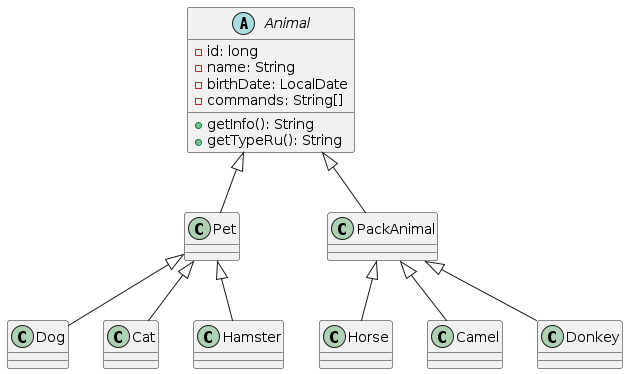 A Animal
id: long
name: String
birthDate: LocalDate
commands: String[]
getInfo(): String
getTypeRu(): String
C Pet
C PackAnimal
C Dog
C Cat
C Hamster
C Horse
C Camel
C Donkey